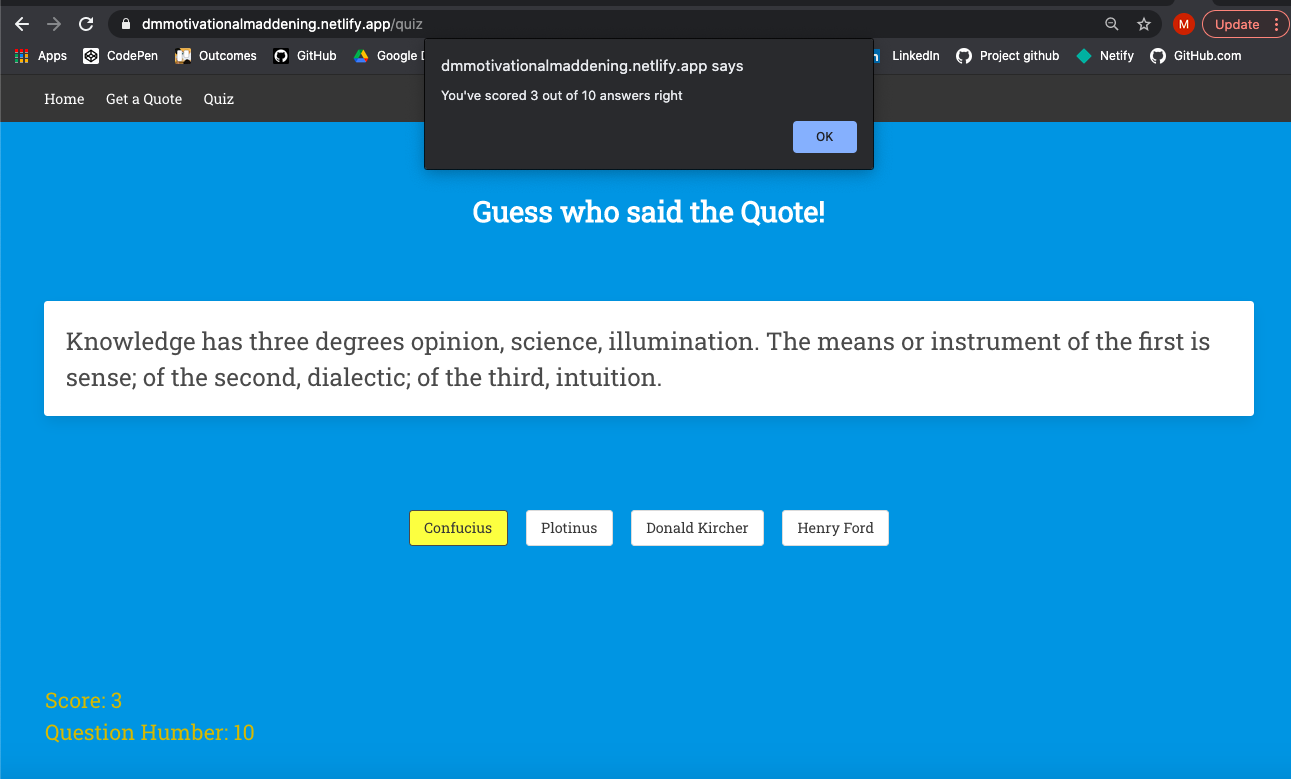 dmmotivationalmaddening.netlify.app/quiz
M
Update
Apps
CodePen
Outcomes
GitHub
Google
LinkedIn
Project github
Netify
GitHub.com
dmmotivationalmaddening.netlify.app says
You've scored 3 out of 10 answers right
OK
Home
Get a Quote
Quiz
Guess who said the Quote!
Knowledge has three degrees opinion, science, illumination. The means or instrument of the first is
sense; of the second, dialectic; of the third, intuition.
Confucius
Plotinus
Donald Kircher
Henry Ford
Score: 3
Question Humber: 10